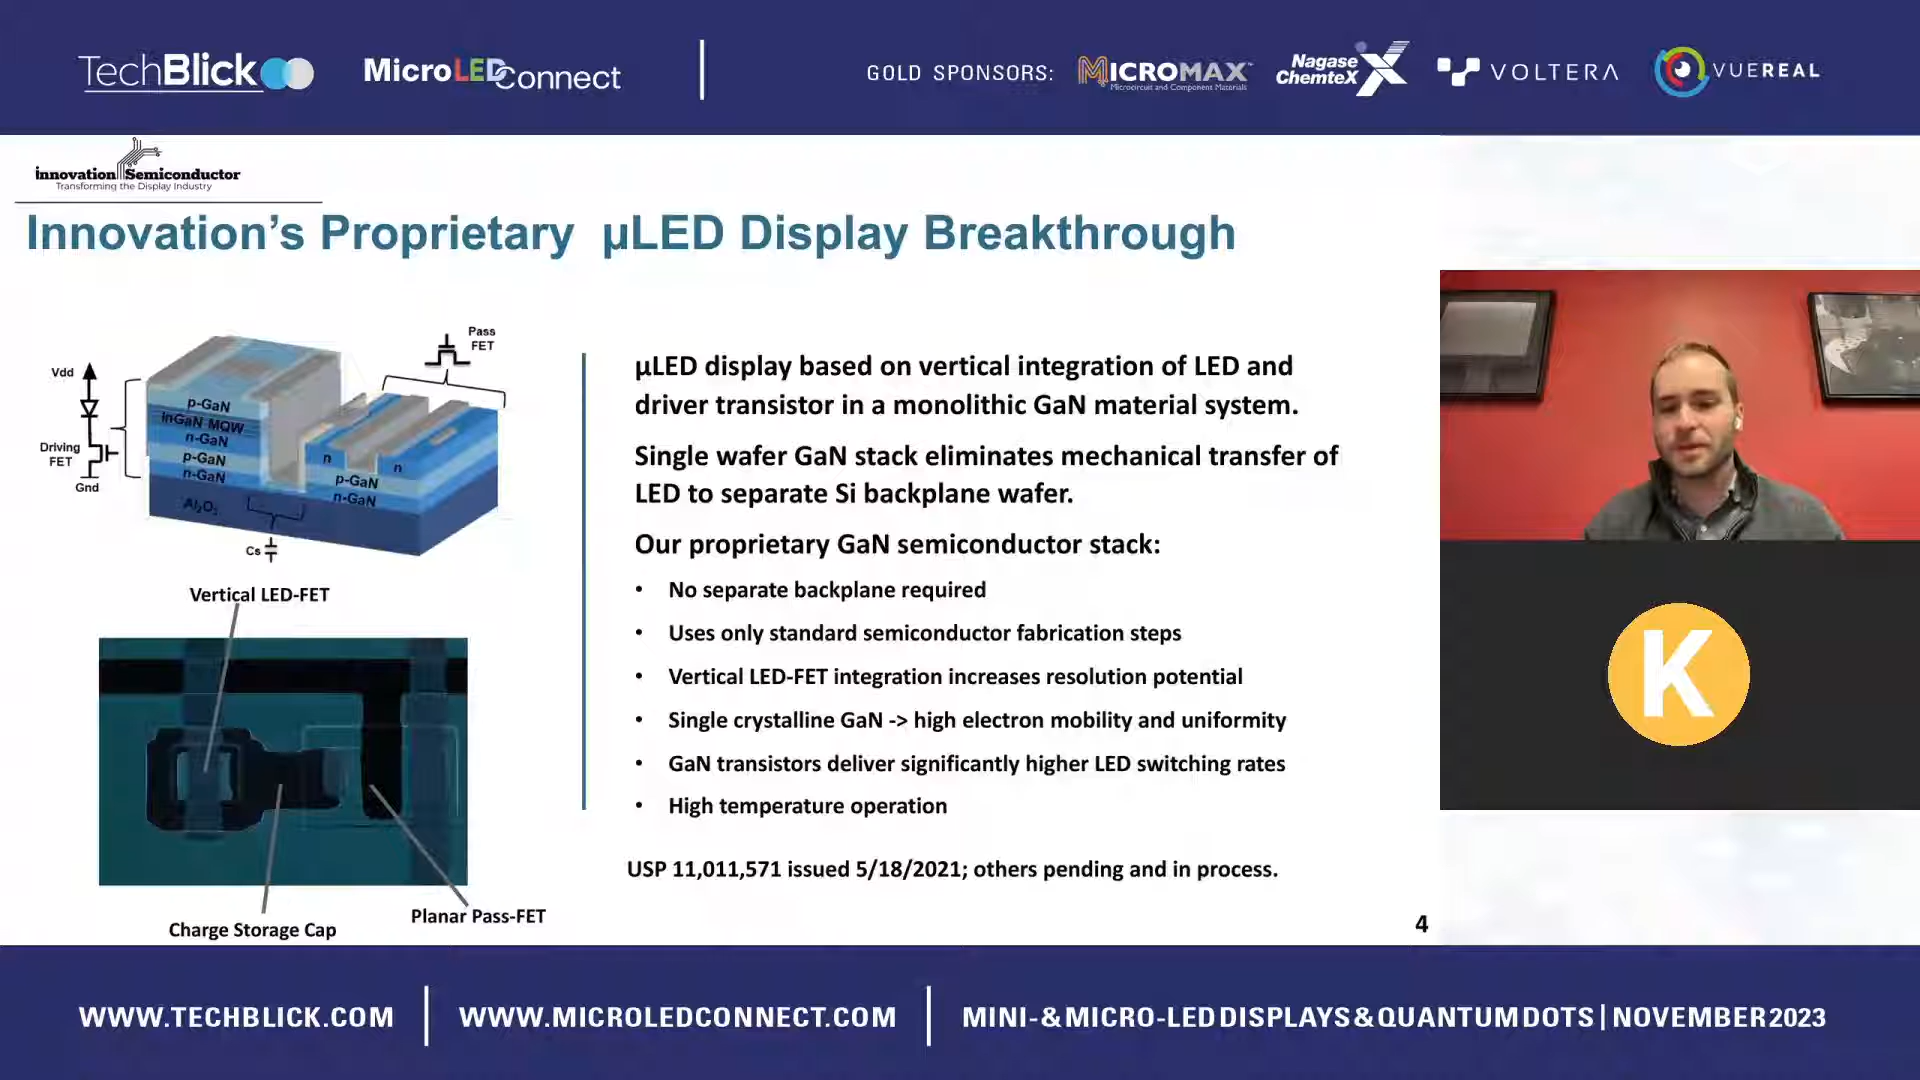 TechBlick
MicroLED Connect
GOLD SPONSORS:
MICROMAX
Microcircuit and Component Materials
Nagase
ChemteX
VOLTERA
VUEREAL
innovation Semiconductor
Transforming the Display Industry
Innovation's Proprietary µLED Display Breakthrough
Pass
FET
Vdd
p-GaN
InGaN MQW
n-GaN
Driving
FET
p-GaN
n-GaN
Gnd
n
n
p-GaN
n-GaN
Al₂O₃
Cs
Vertical LED-FET
Charge Storage Cap
Planar Pass-FET
µLED display based on vertical integration of LED and
driver transistor in a monolithic GaN material system.
Single wafer GaN stack eliminates mechanical transfer of
LED to separate Si backplane wafer.
Our proprietary GaN semiconductor stack:
• No separate backplane required
• Uses only standard semiconductor fabrication steps
• Vertical LED-FET integration increases resolution potential
• Single crystalline GaN -> high electron mobility and uniformity
• GaN transistors deliver significantly higher LED switching rates
• High temperature operation
USP 11,011,571 issued 5/18/2021; others pending and in process.
4
K
WWW.TECHBLICK.COM
WWW.MICROLEDCONNECT.COM
MINI- & MICRO-LED DISPLAYS & QUANTUM DOTS | NOVEMBER 2023